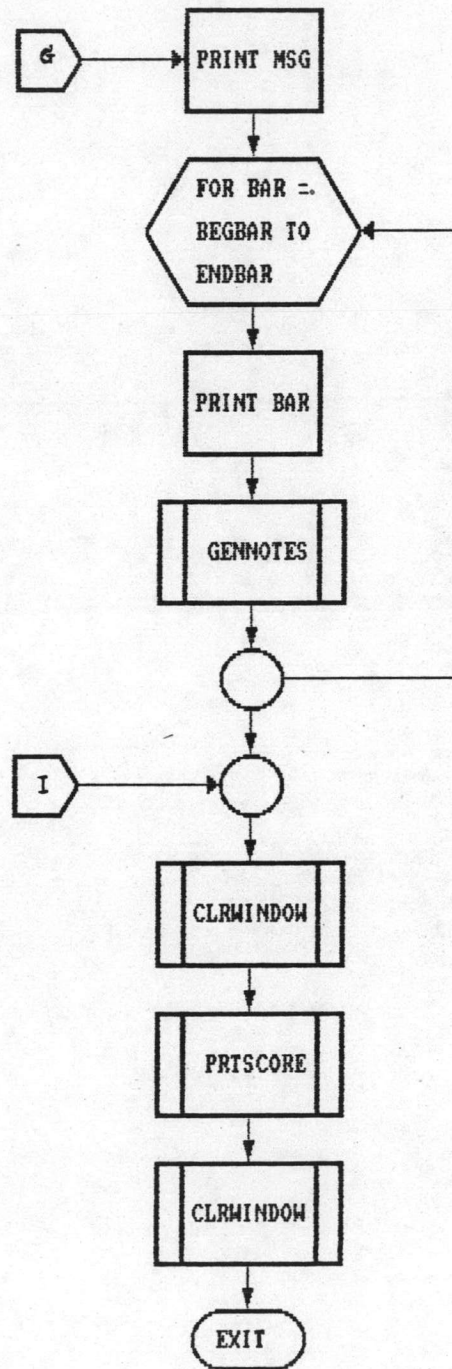 G
PRINT MSG
FOR BAR =
BEGBAR TO
ENDBAR
PRINT BAR
GENNOTES
I
CLRWINDOW
PRTSCORE
CLRWINDOW
EXIT